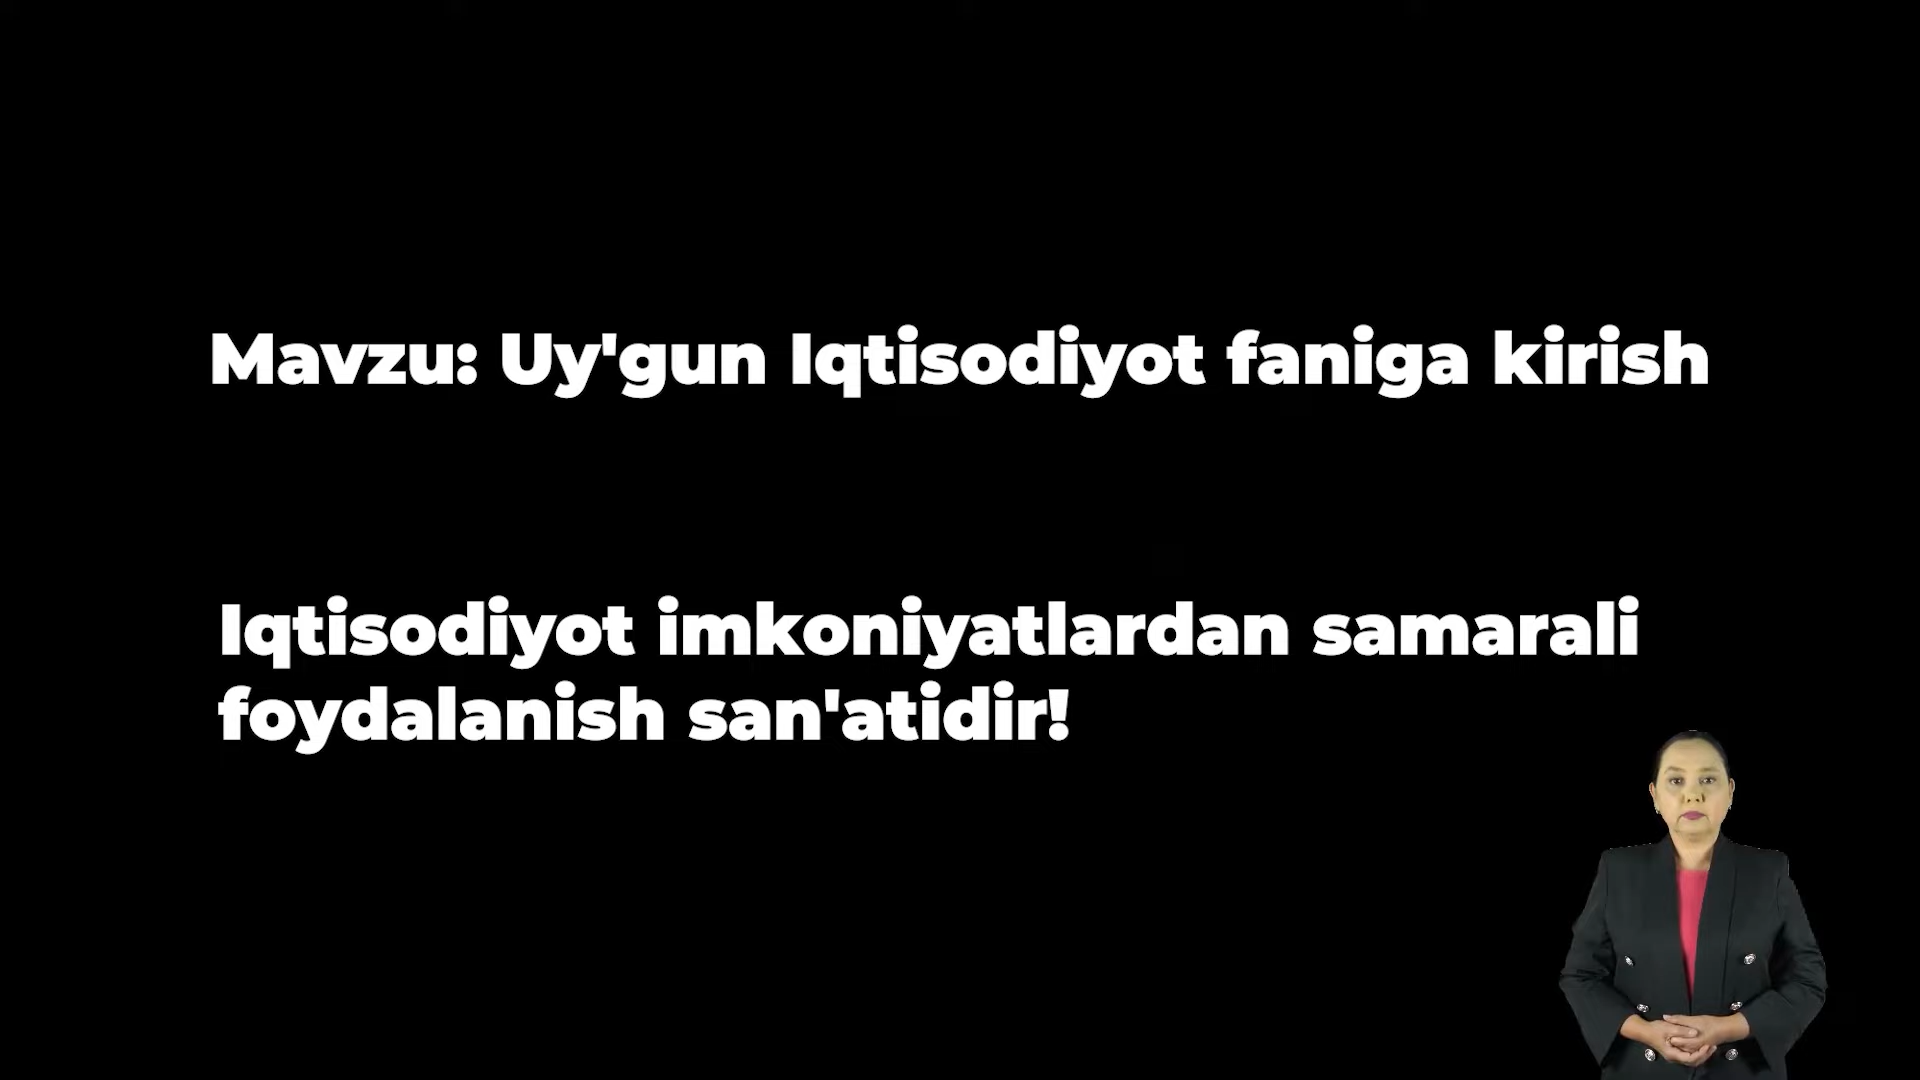 Mavzu: Uy'gun Iqtisodiyot faniga kirish
Iqtisodiyot imkoniyatlardan samarali
foydalanish san'atidir!